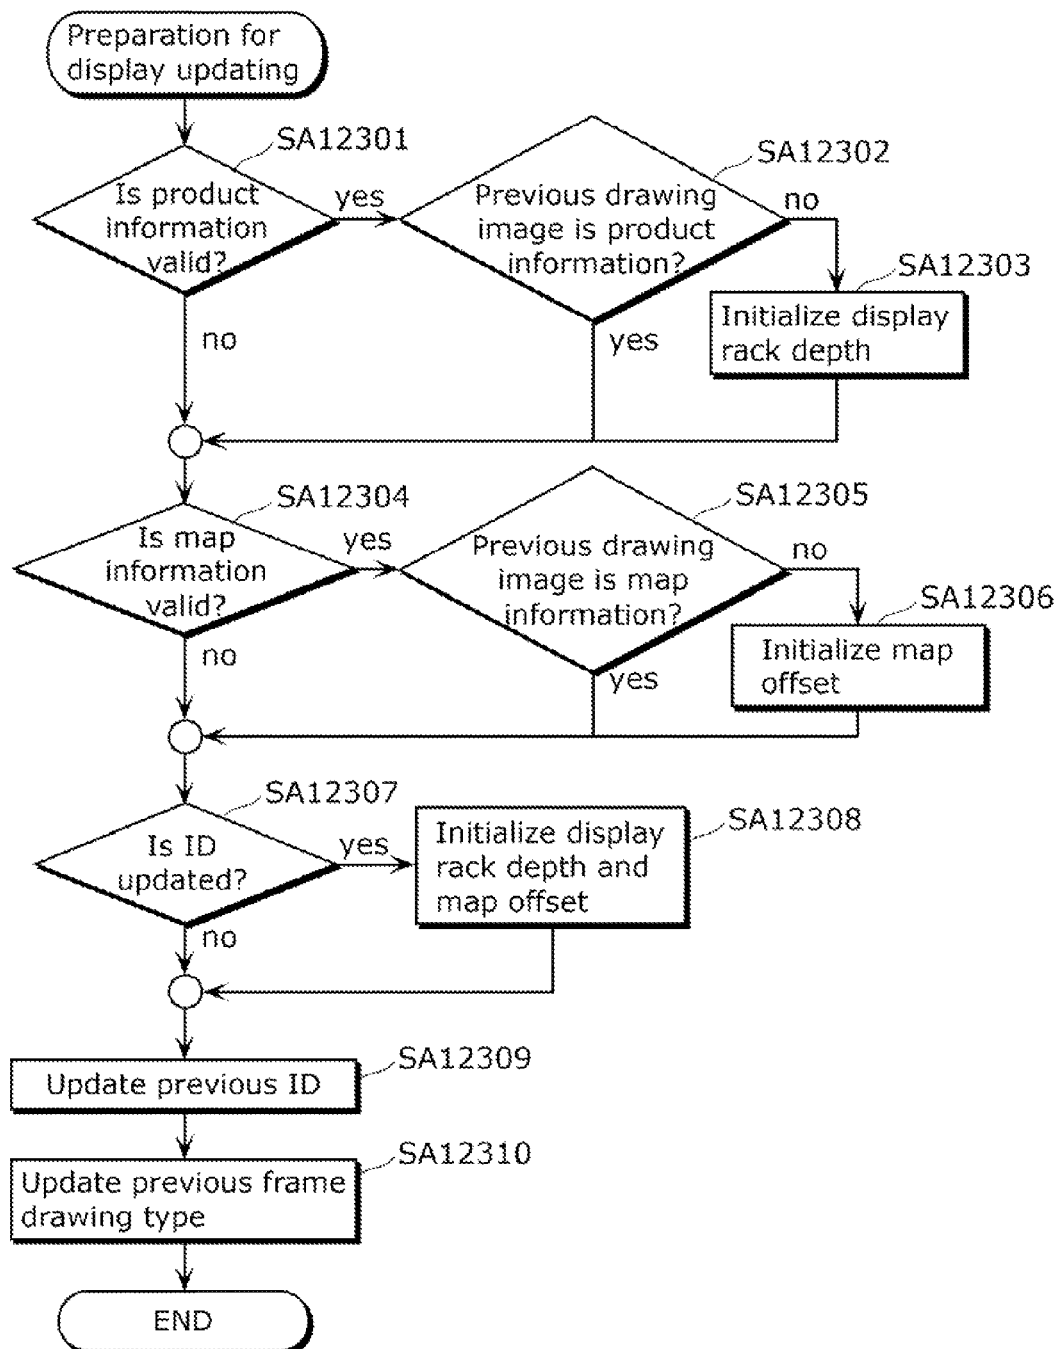 Preparation for
display updating
SA12301
Is product
information
valid?
yes
no
SA12302
Previous drawing
image is product
information?
no
yes
SA12303
Initialize display
rack depth
SA12304
Is map
information
valid?
yes
no
SA12305
Previous drawing
image is map
information?
no
yes
SA12306
Initialize map
offset
SA12307
Is ID
updated?
yes
no
SA12308
Initialize display
rack depth and
map offset
SA12309
Update previous ID
SA12310
Update previous frame
drawing type
END